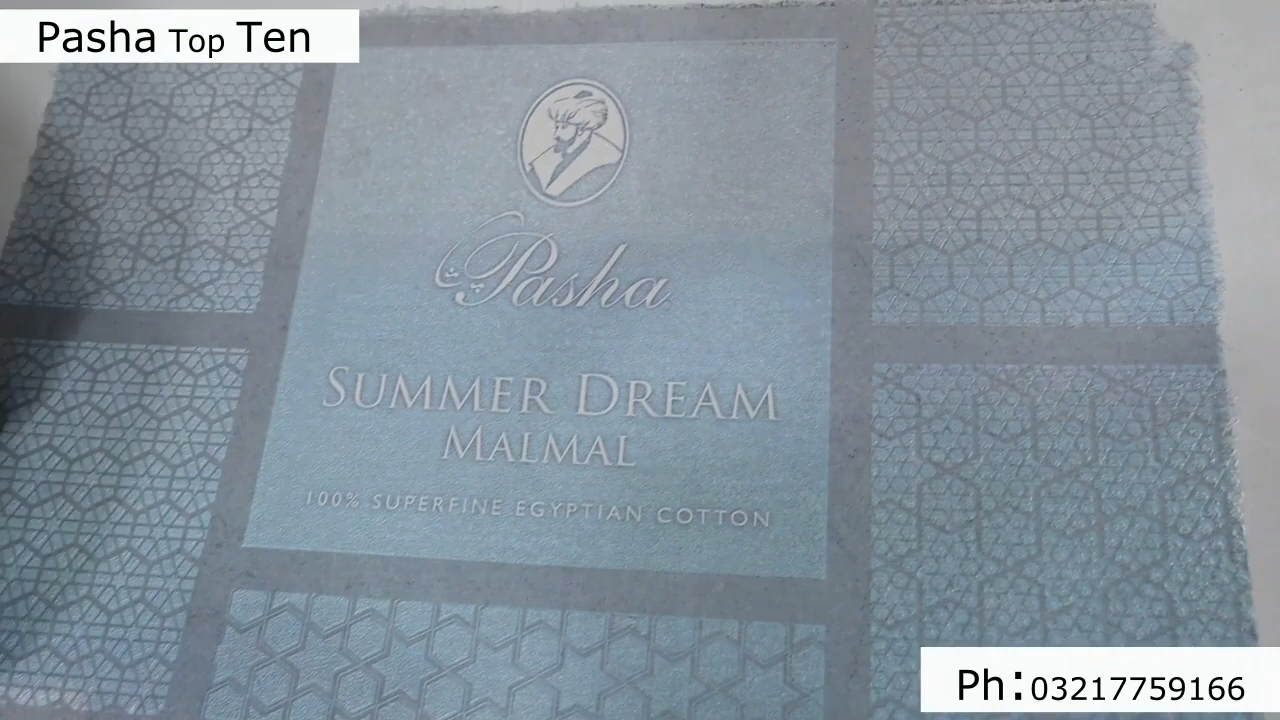 Pasha Top Ten
Pasha
SUMMER DREAM
MALMAL
100% SUPERFINE EGYPTIAN COTTON
Ph:03217759166